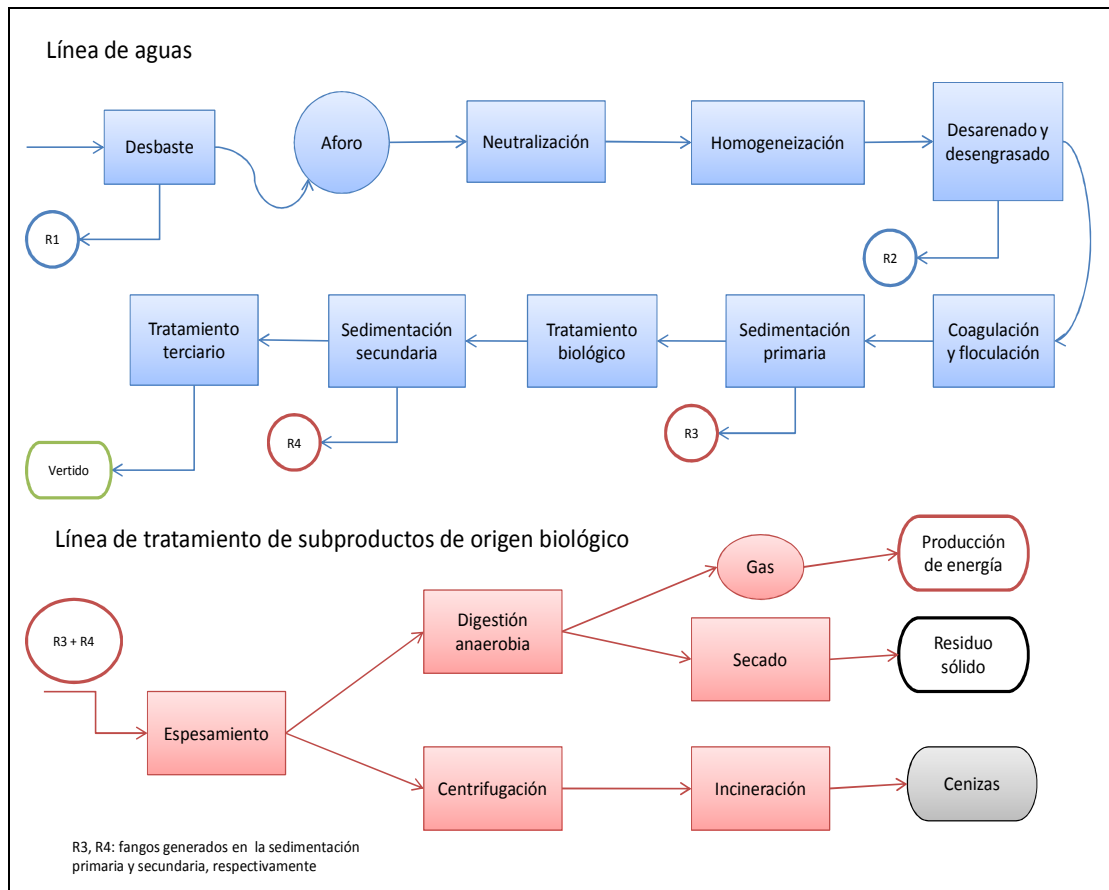 Línea de aguas
Desbaste
Aforo
Neutralización
Homogeneización
Desarenado y
desengrasado
R1
R2
Tratamiento
terciario
Sedimentación
secundaria
Tratamiento
biológico
Sedimentación
primaria
Coagulación
y floculación
R4
R3
Vertido
Línea de tratamiento de subproductos de origen biológico
R3 + R4
Espesamiento
Digestión
anaerobia
Gas
Producción
de energía
Secado
Residuo
sólido
Centrifugación
Incineración
Cenizas
R3, R4: fangos generados en la sedimentación
primaria y secundaria, respectivamente